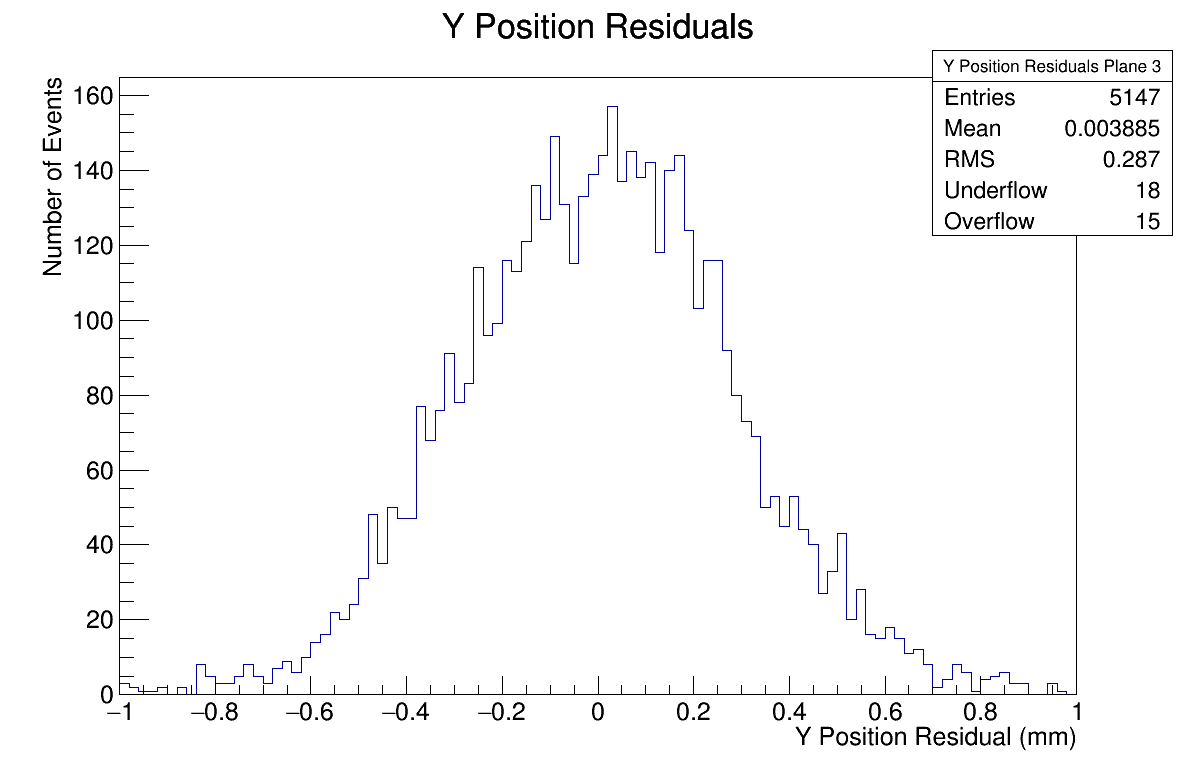 Y Position Residuals
Y Position Residuals Plane 3
Entries 5147
Mean 0.003885
RMS 0.287
Underflow 18
Overflow 15
Number of Events
160
140
120
100
80
60
40
20
0
−1 −0.8 −0.6 −0.4 −0.2 0 0.2 0.4 0.6 0.8 1
Y Position Residual (mm)